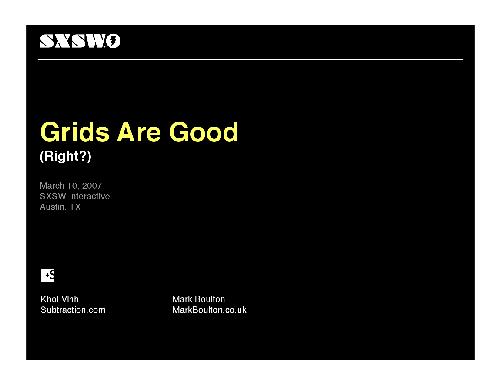 SXSW
Grids Are Good
(Right?)
March 10, 2007
SXSW Interactive
Austin, TX
Khoi Vinh
Subtraction.com
Mark Boulton
MarkBoulton.co.uk